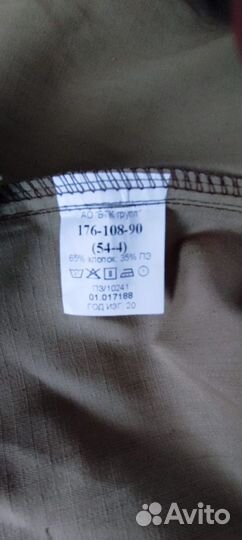 АО "БТК групп"
176-108-90
(54-4)
65% хлопок 35% ПЭ
ПЗ/10241
01.017188
ГОД ИЗГ. 20
Avito